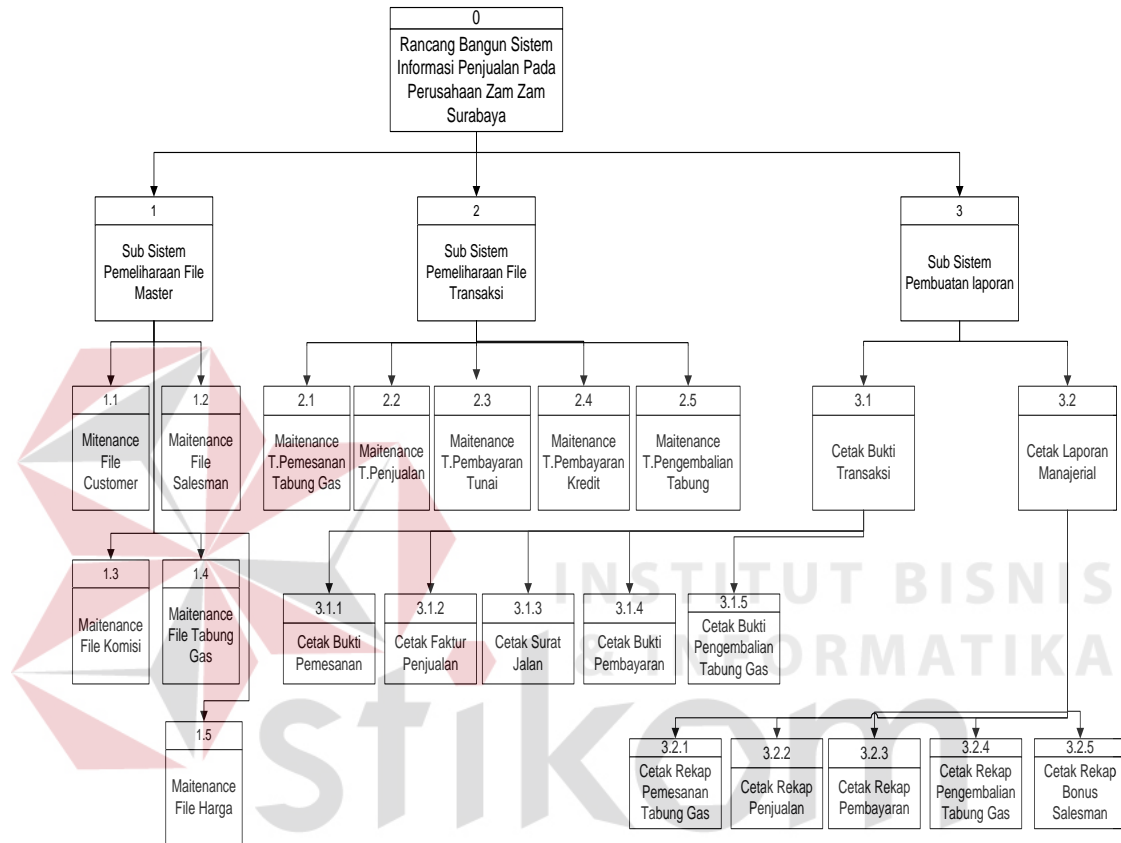 0
Rancang Bangun Sistem
Informasi Penjualan Pada
Perusahaan Zam Zam
Surabaya
1
Sub Sistem
Pemeliharaan File
Master
2
Sub Sistem
Pemeliharaan File
Transaksi
3
Sub Sistem
Pembuatan laporan
1.1
Mitenance
File
Customer
1.2
Maitenance
File
Salesman
2.1
Maitenance
T.Pemesanan
Tabung Gas
2.2
Maitenance
T.Penjualan
2.3
Maitenance
T.Pembayaran
Tunai
2.4
Maitenance
T.Pembayaran
Kredit
2.5
Maitenance
T.Pengembalian
Tabung
3.1
Cetak Bukti
Transaksi
3.2
Cetak Laporan
Manajerial
1.3
Maitenance
File Komisi
1.4
Maitenance
File Tabung
Gas
3.1.1
Cetak Bukti
Pemesanan
3.1.2
Cetak Faktur
Penjualan
3.1.3
Cetak Surat
Jalan
3.1.4
Cetak Bukti
Pembayaran
3.1.5
Cetak Bukti
Pengembalian
Tabung Gas
INSTITUT BISNIS
& INFORMATIKA
stikom
1.5
Maitenance
File Harga
3.2.1
Cetak Rekap
Pemesanan
Tabung Gas
3.2.2
Cetak Rekap
Penjualan
3.2.3
Cetak Rekap
Pembayaran
3.2.4
Cetak Rekap
Pengembalian
Tabung Gas
3.2.5
Cetak Rekap
Bonus
Salesman